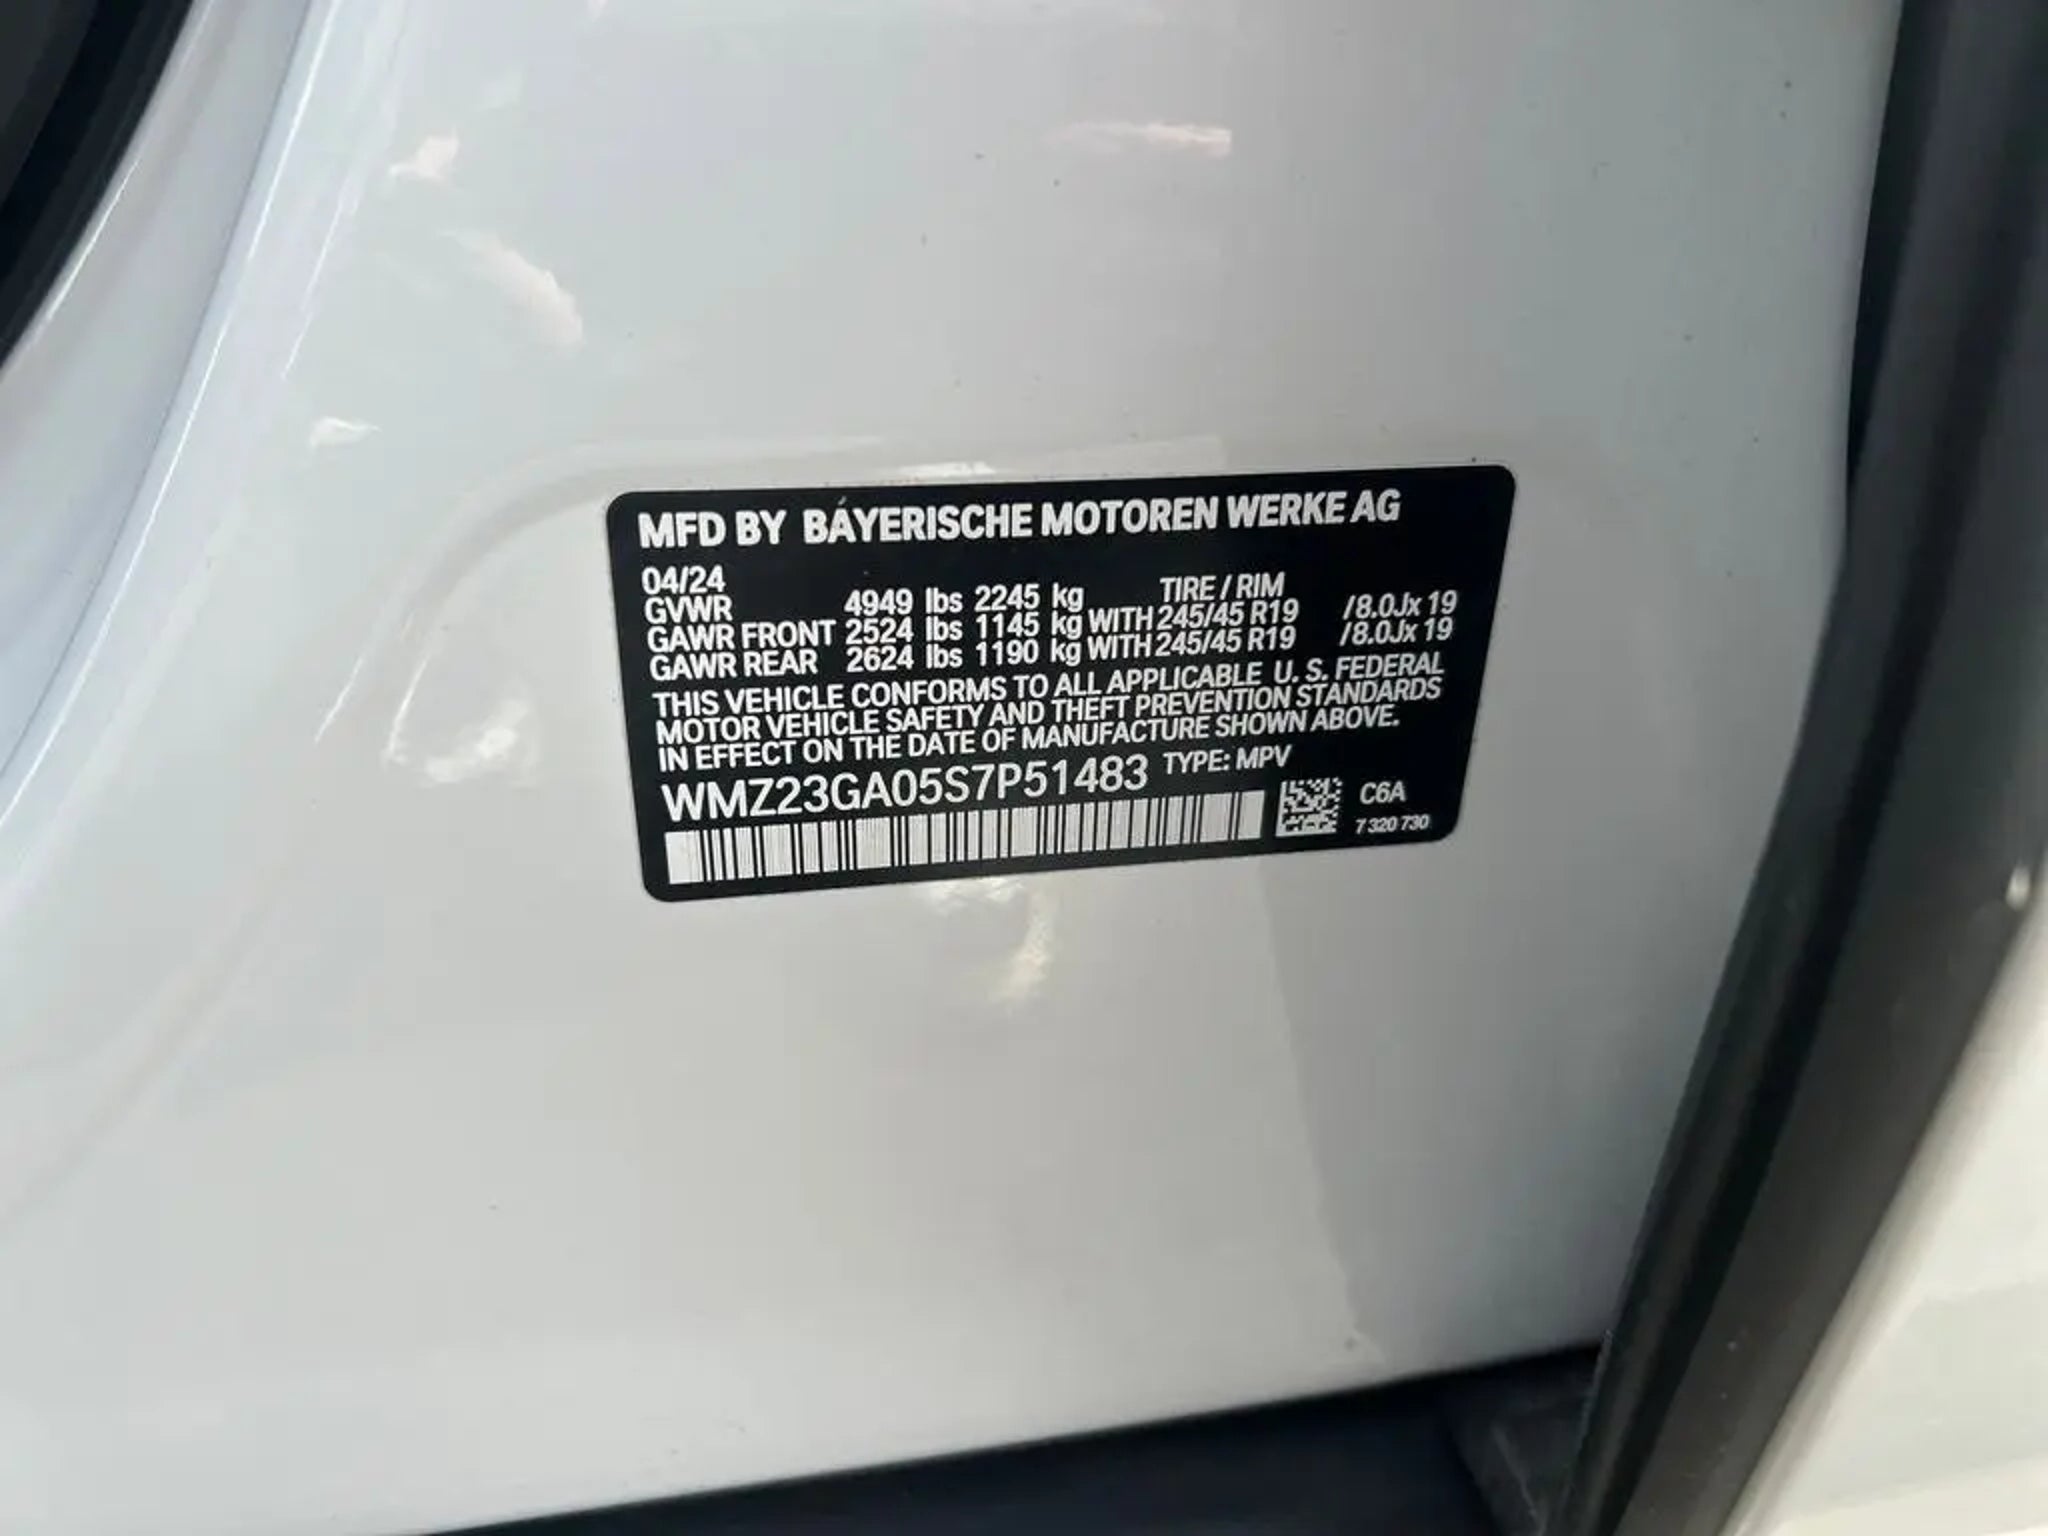 MFD BY BAYERISCHE MOTOREN WERKE AG
04/24 TIRE / RIM
GVWR 4949 lbs 2245 kg
GAWR FRONT 2524 lbs 1145 kg WITH 245/45 R19 /8.0Jx 19
GAWR REAR 2624 lbs 1190 kg WITH 245/45 R19 /8.0Jx 19
THIS VEHICLE CONFORMS TO ALL APPLICABLE U. S. FEDERAL
MOTOR VEHICLE SAFETY AND THEFT PREVENTION STANDARDS
IN EFFECT ON THE DATE OF MANUFACTURE SHOWN ABOVE.
WMZ23GA05S7P51483 TYPE: MPV
C6A
7 320 730